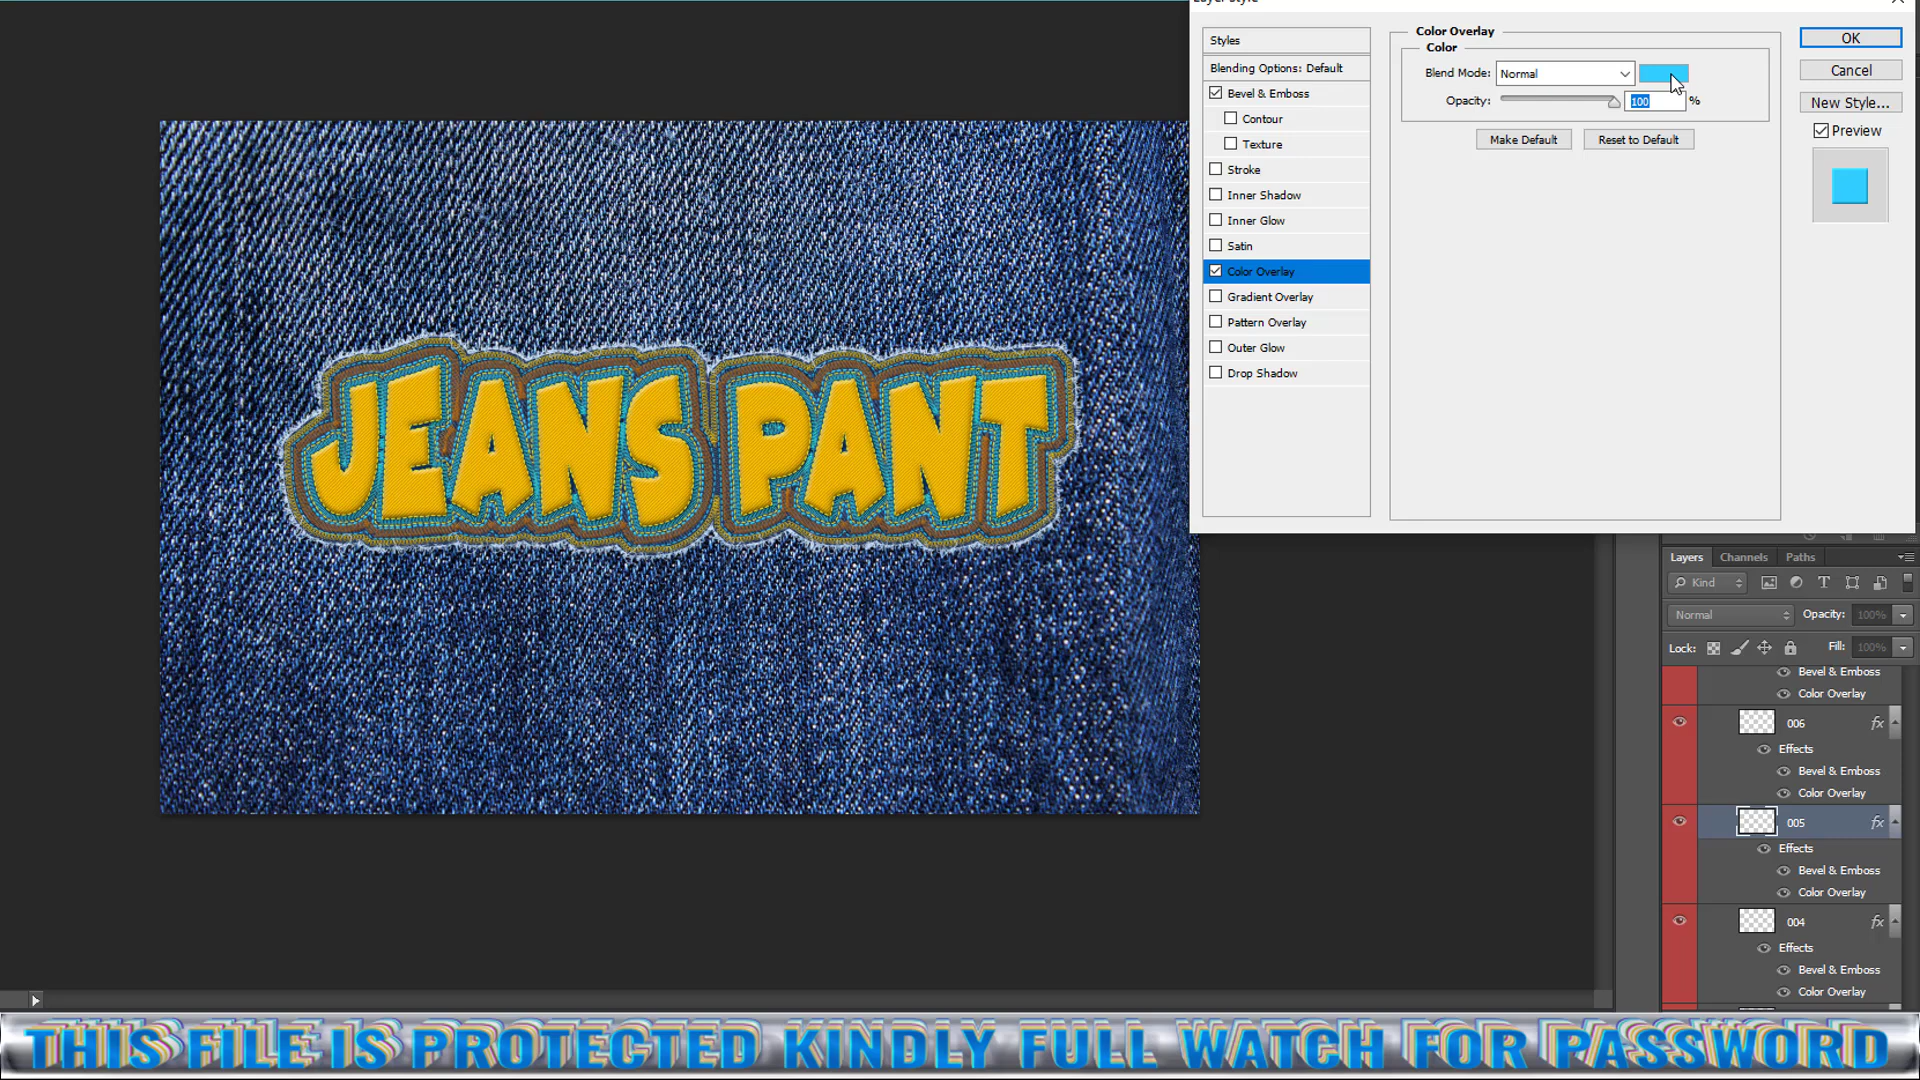 Layer Style
Styles
Blending Options: Default
Bevel & Emboss
Contour
Texture
Stroke
Inner Shadow
Inner Glow
Satin
Color Overlay
Gradient Overlay
Pattern Overlay
Outer Glow
Drop Shadow
Color Overlay
Color
Blend Mode: Normal
Opacity: 100 %
Make Default Reset to Default
OK
Cancel
New Style...
Preview
JEANS PANT
Layers Channels Paths
Kind
Normal Opacity: 100%
Lock: Fill: 100%
Bevel & Emboss
Color Overlay
006 fx
Effects
Bevel & Emboss
Color Overlay
005 fx
Effects
Bevel & Emboss
Color Overlay
004 fx
Effects
Bevel & Emboss
Color Overlay
THIS FILE IS PROTECTED KINDLY FULL WATCH FOR PASSWORD